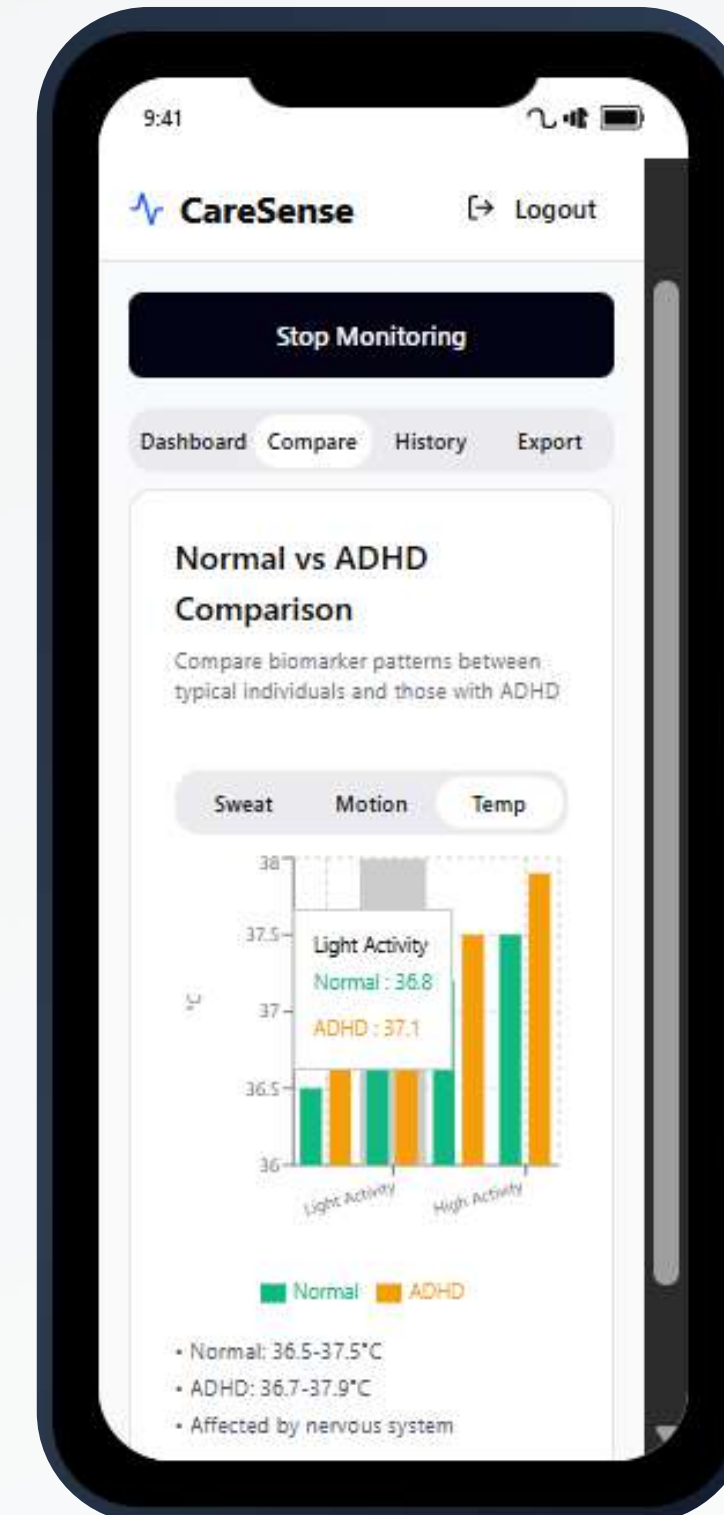 9:41
CareSense
Logout
Stop Monitoring
Dashboard Compare History Export
Normal vs ADHD
Comparison
Compare biomarker patterns between
typical individuals and those with ADHD
Sweat Motion Temp
38
37.5
37
36.5
36
°C
Light Activity
Normal : 36.8
ADHD : 37.1
Light Activity
High Activity
Normal ADHD
• Normal: 36.5-37.5°C
• ADHD: 36.7-37.9°C
• Affected by nervous system